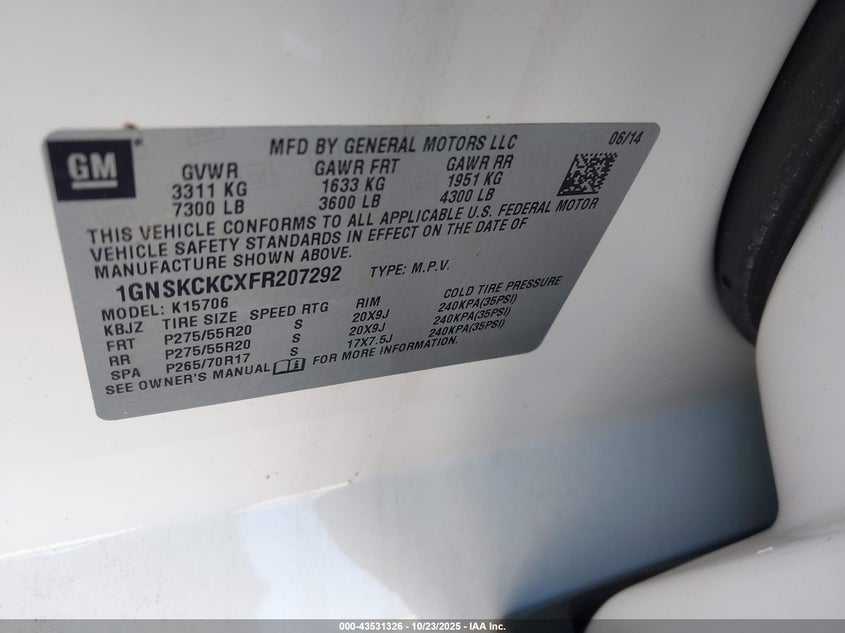 GM
MFD BY GENERAL MOTORS LLC 06/14
GVWR GAWR FRT GAWR RR
3311 KG 1633 KG 1951 KG
7300 LB 3600 LB 4300 LB
THIS VEHICLE CONFORMS TO ALL APPLICABLE U.S. FEDERAL MOTOR
VEHICLE SAFETY STANDARDS IN EFFECT ON THE DATE OF
MANUFACTURE SHOWN ABOVE.
1GNSKCKCXFR207292 TYPE: M.P.V.
MODEL: K15706
KBJZ TIRE SIZE SPEED RTG RIM COLD TIRE PRESSURE
FRT P275/55R20 S 20X9J 240KPA(35PSI)
RR P275/55R20 S 20X9J 240KPA(35PSI)
SPA P265/70R17 S 17X7.5J 240KPA(35PSI)
SEE OWNER'S MANUAL FOR MORE INFORMATION.
000-43531326 - 10/23/2025 - IAA Inc.